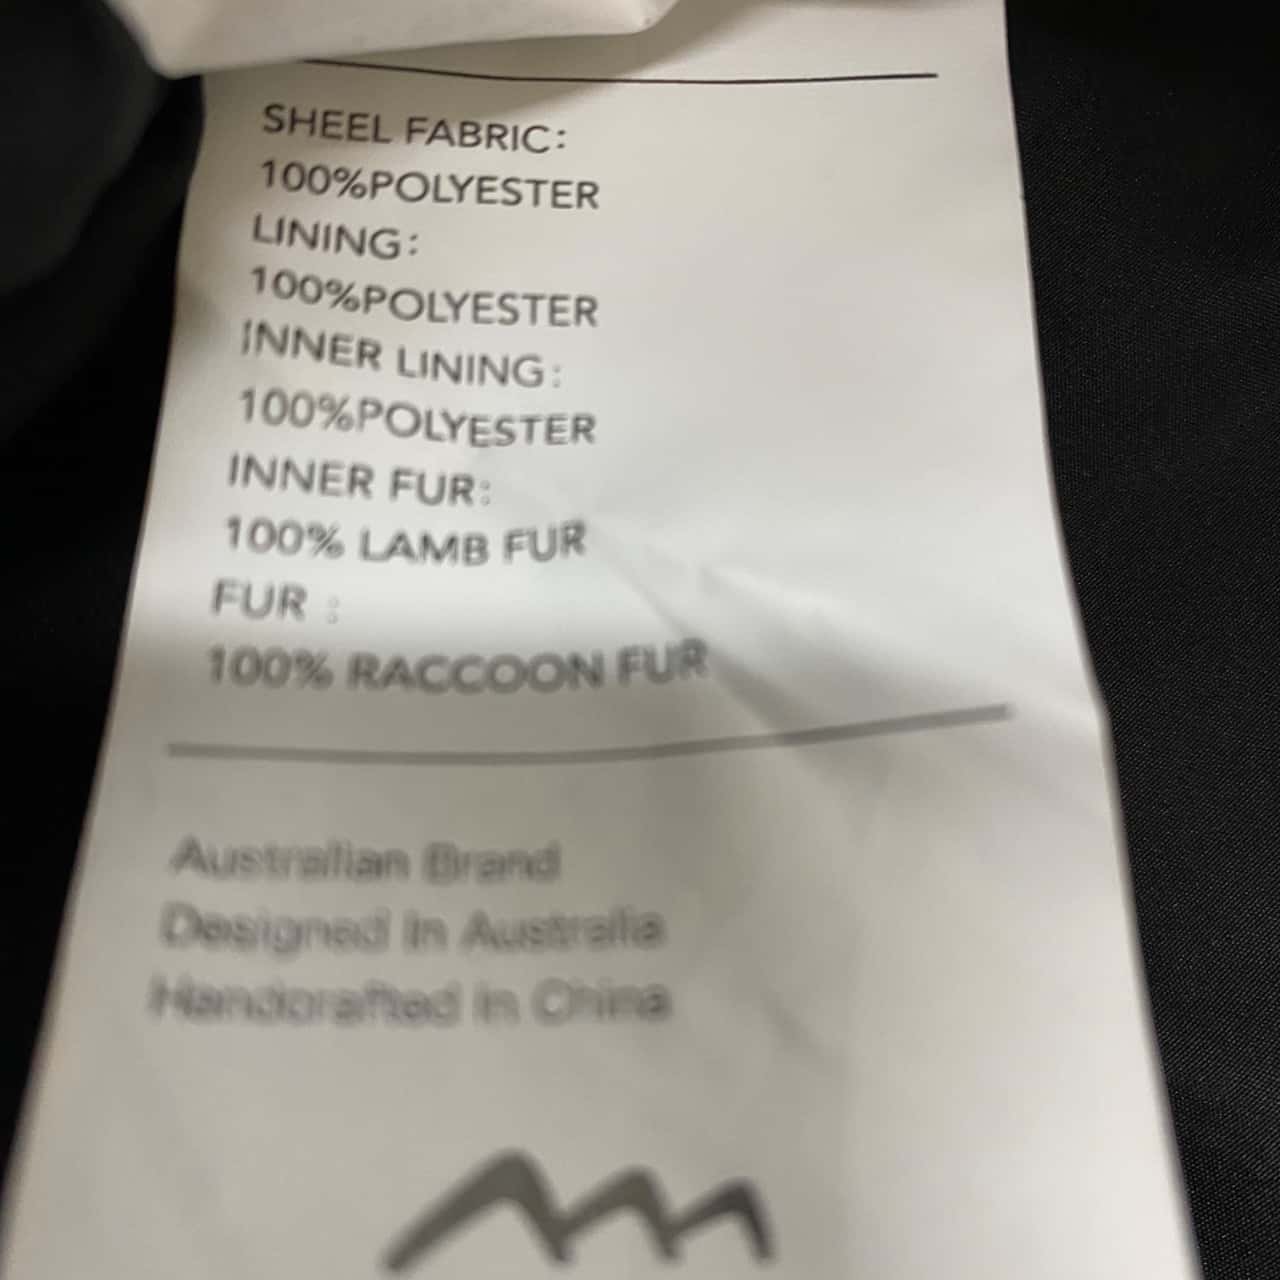 SHEEL FABRIC:
100%POLYESTER
LINING:
100%POLYESTER
INNER LINING:
100%POLYESTER
INNER FUR:
100% LAMB FUR
FUR :
100% RACCOON FUR
Australian Brand
Designed In Australia
Handcrafted In China